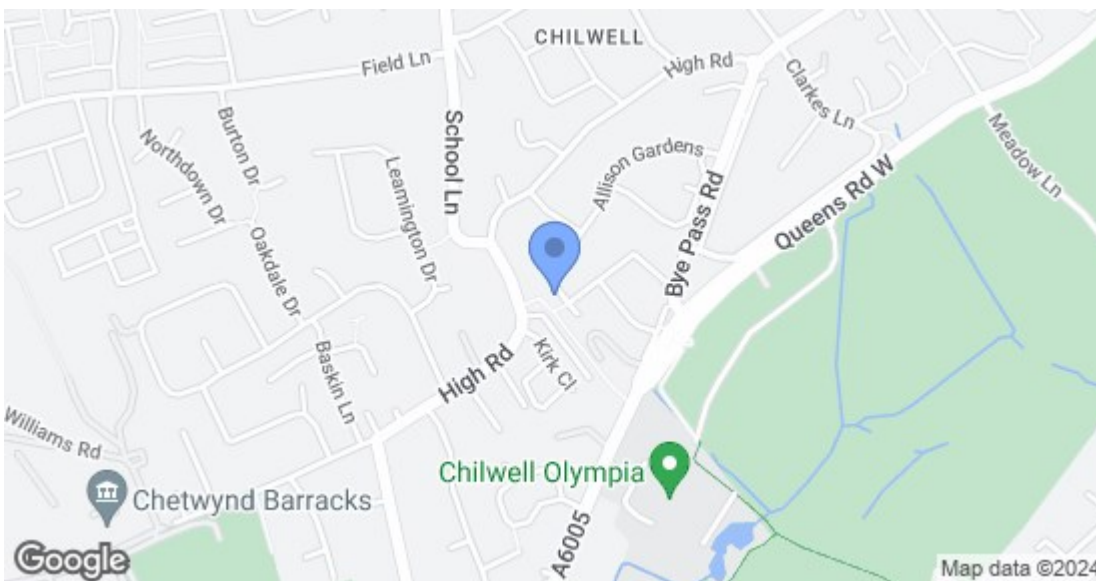 CHILWELL
Field Ln
High Rd
Clarkes Ln
Meadow Ln
Burton Dr
School Ln
Northdown Dr
Leamington Dr
Allison Gardens
Bye Pass Rd
Queens Rd W
Oakdale Dr
Baskin Ln
High Rd
Kirk Cl
Williams Rd
Chilwell Olympia
Chetwynd Barracks
A6005
Google
Map data ©2024